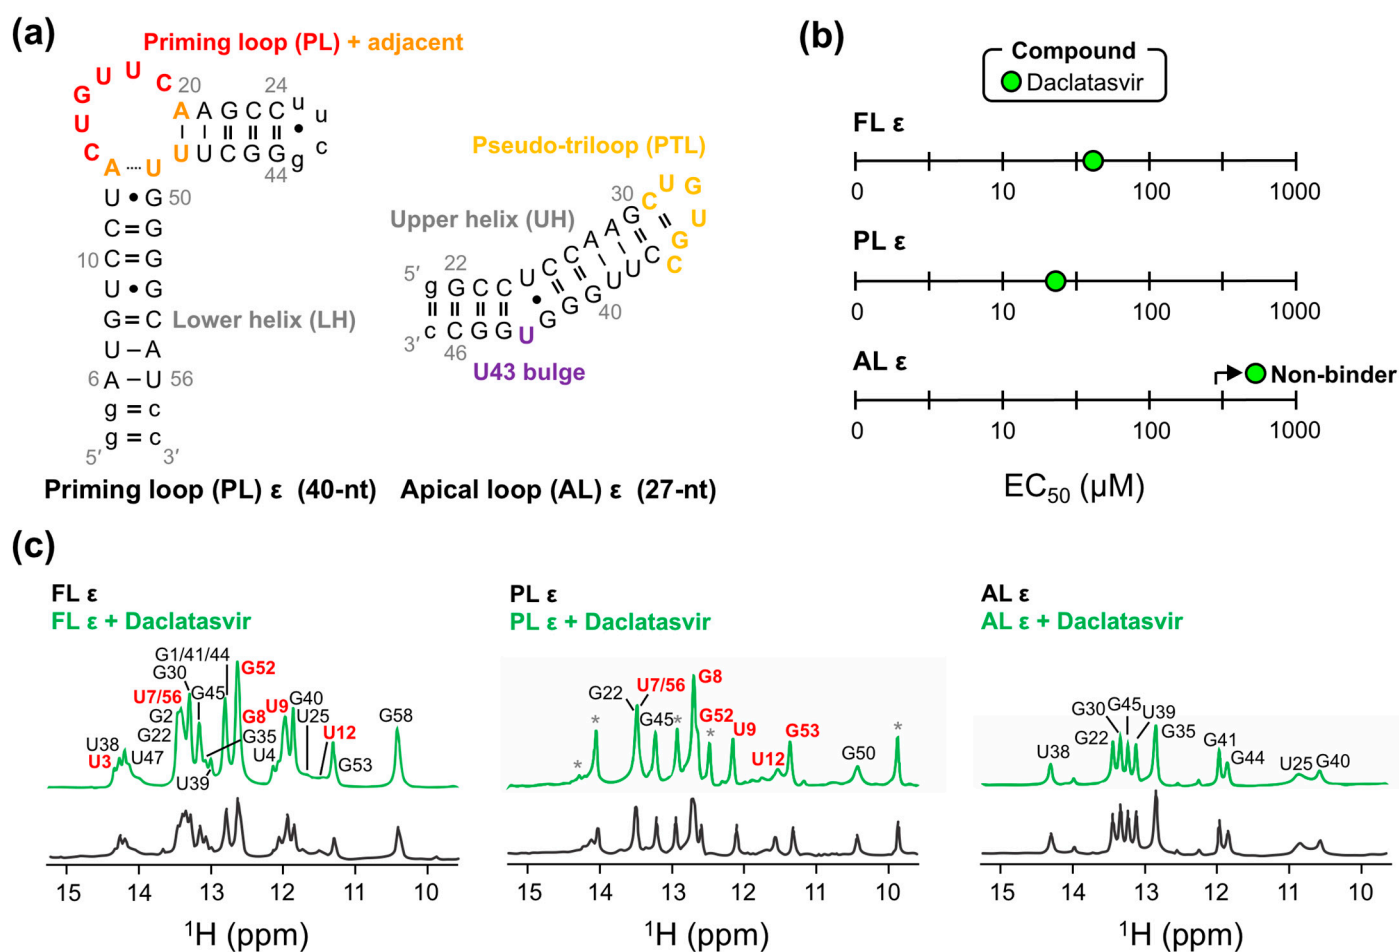 (a)
Priming loop (PL) + adjacent
U U
G C
U
C
20 24
A A G C C u
u
c
U U C G G g
44
A ···· U
U • G 50
C = G
10 C = G
U • G
G = C Lower helix (LH)
U – A
6 A – U 56
g = c
g = c
5′ 3′
Pseudo-triloop (PTL)
Upper helix (UH)
30 C U G
U
G
C
5′ 22
g G C C U C C A A G
3′ c C G G U G G G U U C
46 40
U43 bulge
Priming loop (PL) ε (40-nt) Apical loop (AL) ε (27-nt)
(b)
Compound
Daclatasvir
FL ε
0 10 100 1000
PL ε
0 10 100 1000
AL ε
Non-binder
0 10 100 1000
EC50 (μM)
(c)
FL ε
FL ε + Daclatasvir
G1/41/44
G30
G52
U7/56
G45
G2
G22
U38
U3
U47
U39
G8
G35
U9
U4
G40
U25
U12
G53
G58
15 14 13 12 11 10
¹H (ppm)
PL ε
PL ε + Daclatasvir
*
*
G22
U7/56
G45
*
G8
G52
*
U9
U12
G53
G50
*
15 14 13 12 11 10
¹H (ppm)
AL ε
AL ε + Daclatasvir
U38
G22
G30
G45
U39
G35
G41
G44
U25
G40
15 14 13 12 11 10
¹H (ppm)